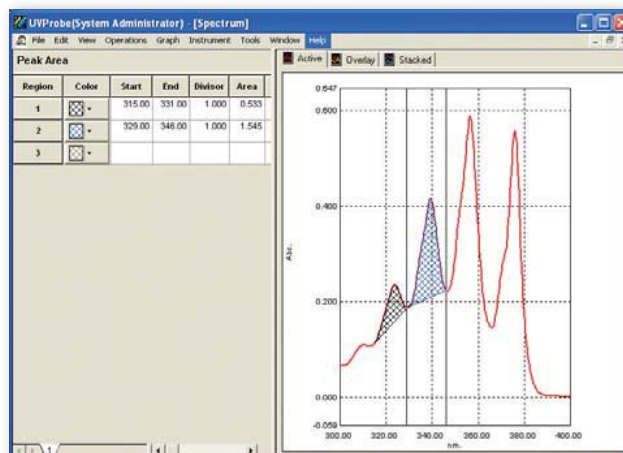 UVProbe(System Administrator) - [Spectrum]
File Edit View Operations Graph Instrument Tools Window Help
Peak Area
Region Color Start End Divisor Area
1 315.00 331.00 1.000 0.533
2 329.00 346.00 1.000 1.545
3
1
Active Overlay Stacked
0.647
0.600
0.400
Abs.
0.200
0.000
-0.059
300.00 320.00 340.00 360.00 380.00 400.00
nm.